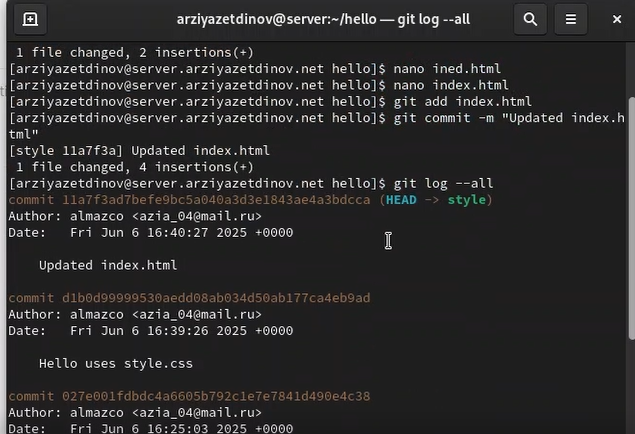 arziyazetdinov@server:~/hello — git log --all
1 file changed, 2 insertions(+)
[arziyazetdinov@server.arziyazetdinov.net hello]$ nano ined.html
[arziyazetdinov@server.arziyazetdinov.net hello]$ nano index.html
[arziyazetdinov@server.arziyazetdinov.net hello]$ git add index.html
[arziyazetdinov@server.arziyazetdinov.net hello]$ git commit -m "Updated index.h
tml"
[style 11a7f3a] Updated index.html
1 file changed, 4 insertions(+)
[arziyazetdinov@server.arziyazetdinov.net hello]$ git log --all
commit 11a7f3ad7befe9bc5a040a3d3e1843ae4a3bdcca (HEAD -> style)
Author: almazco <azia_04@mail.ru>
Date:   Fri Jun 6 16:40:27 2025 +0000
Updated index.html
commit d1b0d99999530aedd08ab034d50ab177ca4eb9ad
Author: almazco <azia_04@mail.ru>
Date:   Fri Jun 6 16:39:26 2025 +0000
Hello uses style.css
commit 027e001fdbdc4a6605b792c1e7e7841d490e4c38
Author: almazco <azia_04@mail.ru>
Date:   Fri Jun 6 16:25:03 2025 +0000